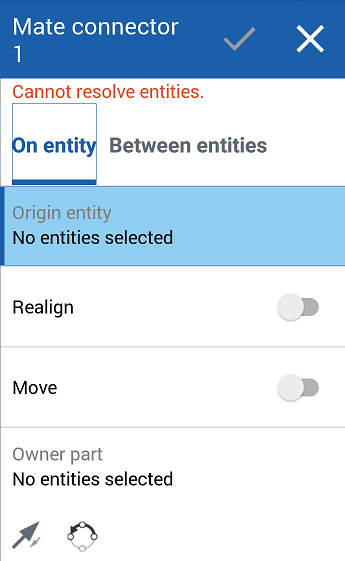 Mate connector
1
Cannot resolve entities.
On entity Between entities
Origin entity
No entities selected
Realign
Move
Owner part
No entities selected